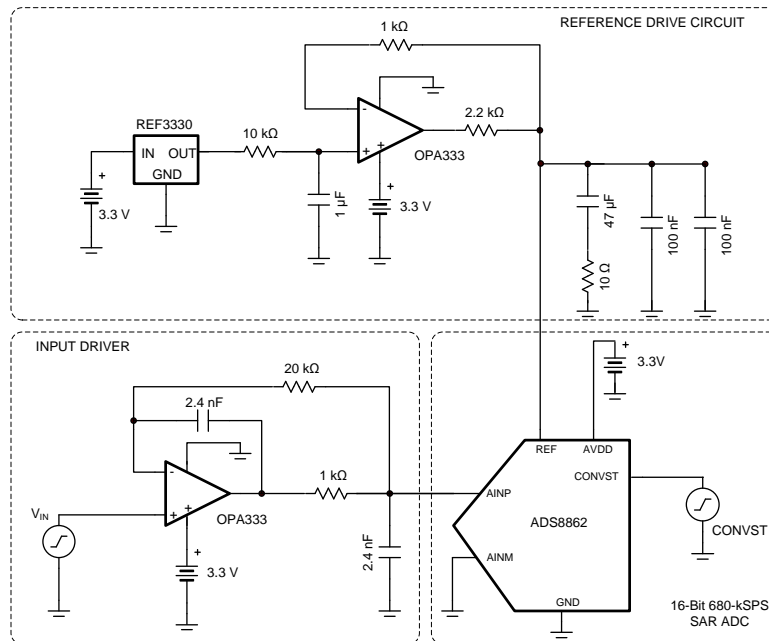 REFERENCE DRIVE CIRCUIT
1 kΩ
REF3330
10 kΩ
-
2.2 kΩ
IN OUT
+ +
OPA333
GND
+
3.3 V
1 µF
+
3.3 V
47 µF
100 nF
100 nF
10 Ω
INPUT DRIVER
20 kΩ
2.4 nF
+
3.3V
REF
AVDD
-
1 kΩ
CONVST
AINP
VIN
+ +
OPA333
ADS8862
CONVST
+
3.3 V
2.4 nF
AINM
GND
16-Bit 680-kSPS
SAR ADC